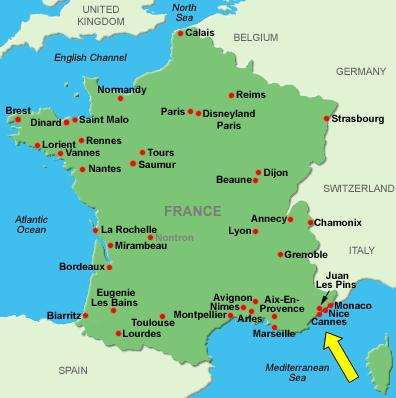 UNITED
KINGDOM
North
Sea
Calais
BELGIUM
English Channel
GERMANY
Normandy
Reims
Paris
Disneyland
Paris
Brest
Dinard
Saint Malo
Strasbourg
Rennes
Lorient
Vannes
Tours
Saumur
Nantes
Dijon
Beaune
SWITZERLAND
FRANCE
Atlantic
Ocean
Annecy
Chamonix
La Rochelle
Lyon
Nontron
Mirambeau
ITALY
Grenoble
Bordeaux
Juan
Les Pins
Eugenie
Les Bains
Avignon
Nimes
Aix-En-
Provence
Monaco
Nice
Cannes
Biarritz
Toulouse
Montpellier
Arles
Marseille
Lourdes
SPAIN
Mediterranean
Sea